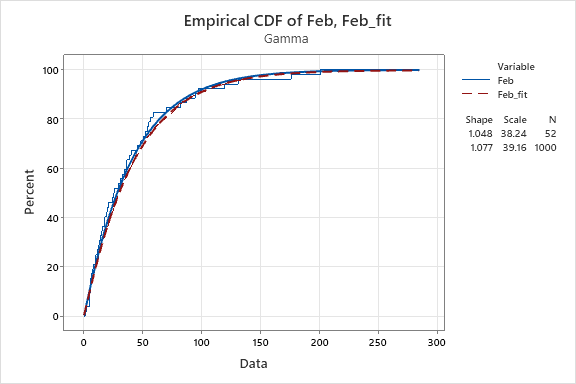 Empirical CDF of Feb, Feb_fit
Gamma
100
80
60
40
20
0
Percent
0 50 100 150 200 250 300
Data
Variable
Feb
Feb_fit
Shape Scale N
1.048 38.24 52
1.077 39.16 1000